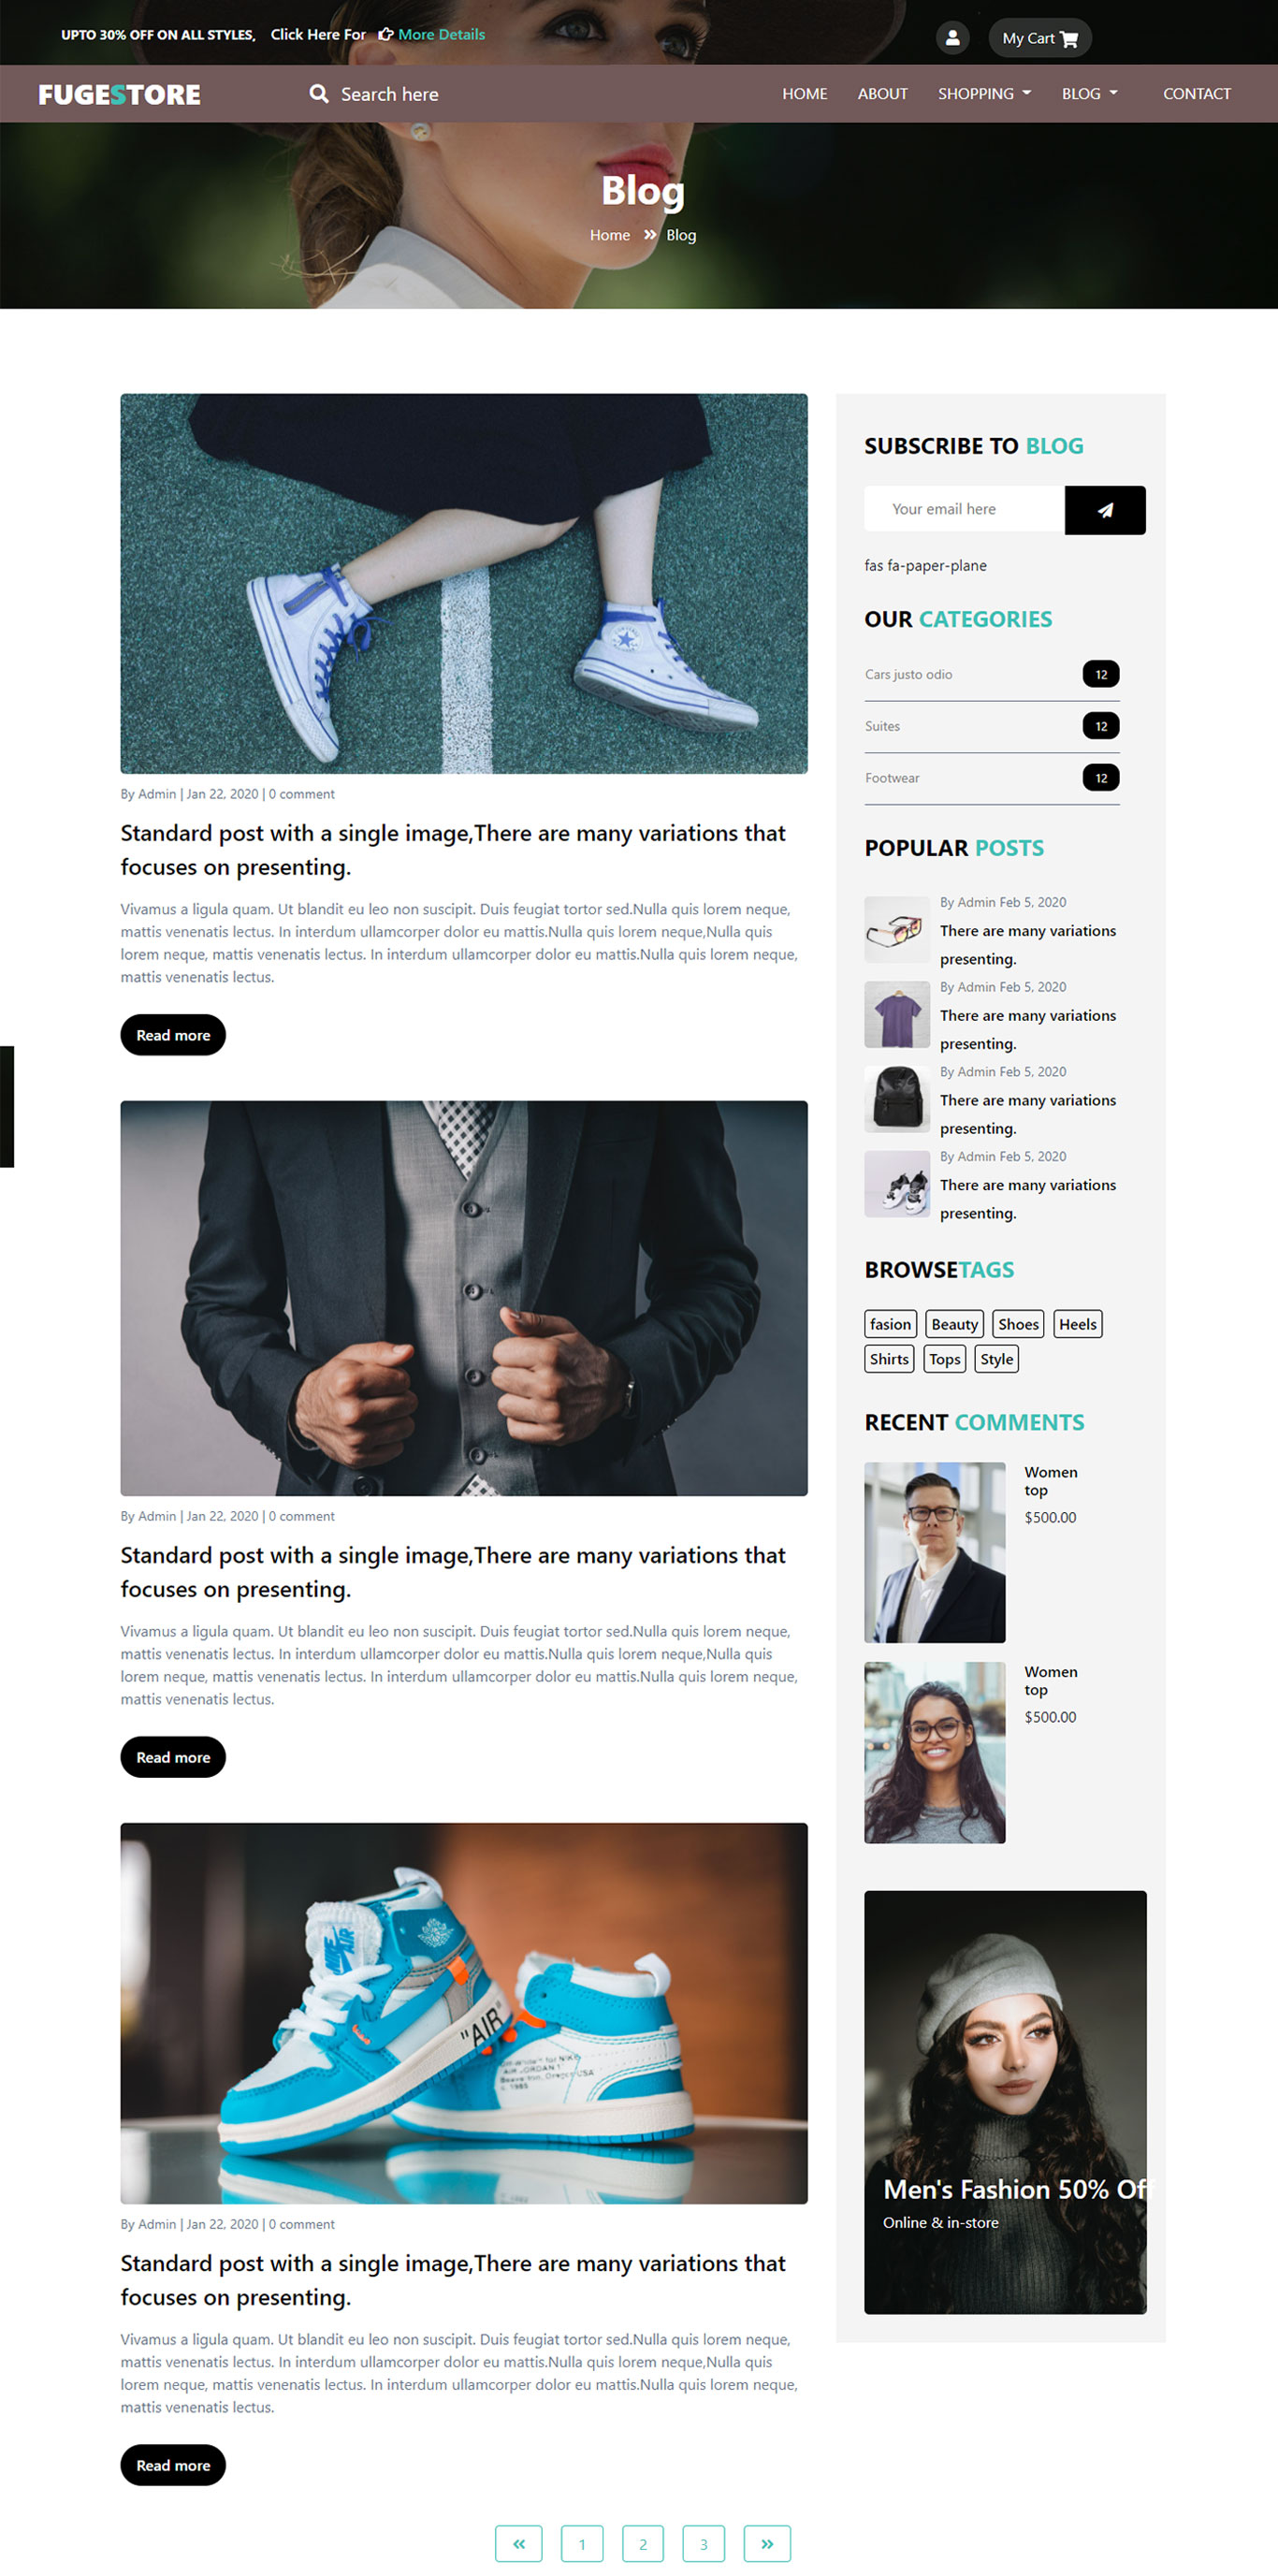 UPTO 30% OFF ON ALL STYLES, Click Here For More Details
My Cart
FUGESTORE
Search here
HOME ABOUT SHOPPING BLOG CONTACT
Blog
Home Blog
By Admin | Jan 22, 2020 | 0 comment
Standard post with a single image,There are many variations that
focuses on presenting.
Vivamus a ligula quam. Ut blandit eu leo non suscipit. Duis feugiat tortor sed.Nulla quis lorem neque,
mattis venenatis lectus. In interdum ullamcorper dolor eu mattis.Nulla quis lorem neque,Nulla quis
lorem neque, mattis venenatis lectus. In interdum ullamcorper dolor eu mattis.Nulla quis lorem neque,
mattis venenatis lectus.
Read more
By Admin | Jan 22, 2020 | 0 comment
Standard post with a single image,There are many variations that
focuses on presenting.
Vivamus a ligula quam. Ut blandit eu leo non suscipit. Duis feugiat tortor sed.Nulla quis lorem neque,
mattis venenatis lectus. In interdum ullamcorper dolor eu mattis.Nulla quis lorem neque,Nulla quis
lorem neque, mattis venenatis lectus. In interdum ullamcorper dolor eu mattis.Nulla quis lorem neque,
mattis venenatis lectus.
Read more
NIKE
AIR
"AIR"
By Admin | Jan 22, 2020 | 0 comment
Standard post with a single image,There are many variations that
focuses on presenting.
Vivamus a ligula quam. Ut blandit eu leo non suscipit. Duis feugiat tortor sed.Nulla quis lorem neque,
mattis venenatis lectus. In interdum ullamcorper dolor eu mattis.Nulla quis lorem neque,Nulla quis
lorem neque, mattis venenatis lectus. In interdum ullamcorper dolor eu mattis.Nulla quis lorem neque,
mattis venenatis lectus.
Read more
SUBSCRIBE TO BLOG
Your email here
fas fa-paper-plane
OUR CATEGORIES
Cars justo odio 12
Suites 12
Footwear 12
POPULAR POSTS
By Admin Feb 5, 2020
There are many variations
presenting.
By Admin Feb 5, 2020
There are many variations
presenting.
By Admin Feb 5, 2020
There are many variations
presenting.
By Admin Feb 5, 2020
There are many variations
presenting.
BROWSETAGS
fasion Beauty Shoes Heels
Shirts Tops Style
RECENT COMMENTS
Women
top
$500.00
Women
top
$500.00
Men's Fashion 50% Off
Online & in-store
1 2 3